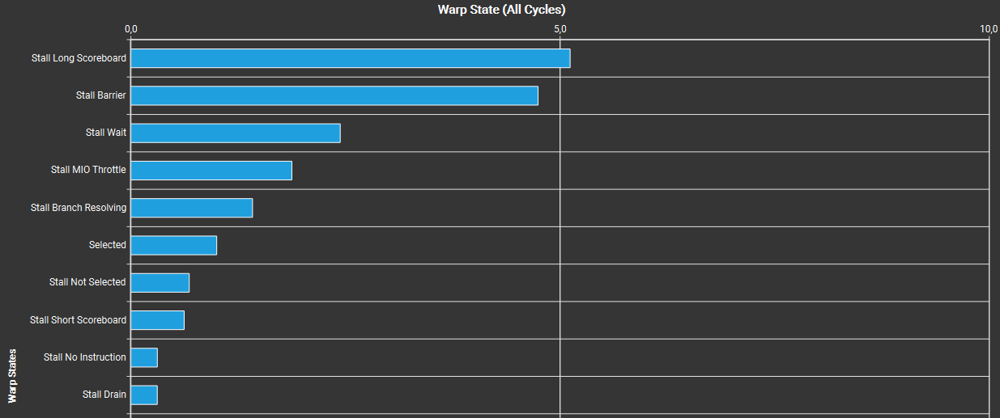 Warp State (All Cycles)
0,0 5,0 10,0
Stall Long Scoreboard
Stall Barrier
Stall Wait
Stall MIO Throttle
Stall Branch Resolving
Selected
Stall Not Selected
Stall Short Scoreboard
Stall No Instruction
Stall Drain
Warp States